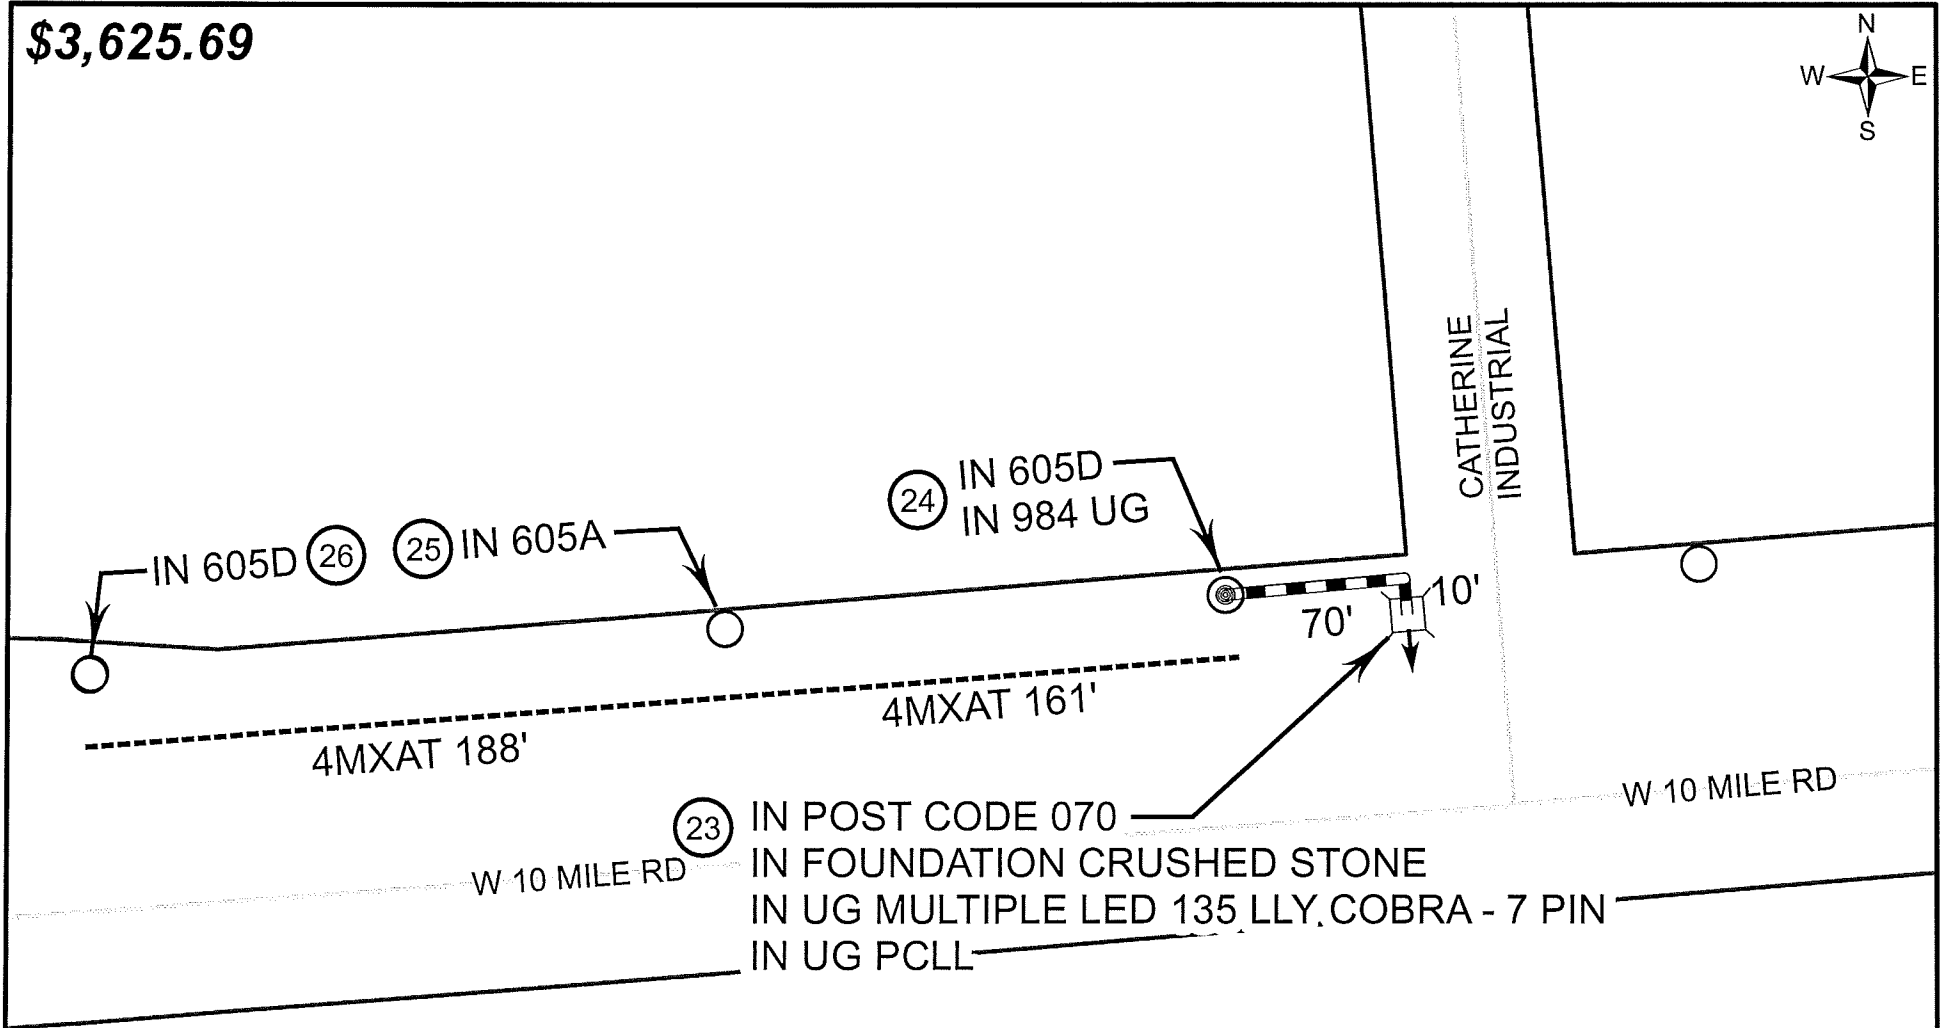 $3,625.69
N
W E
S
CATHERINE
INDUSTRIAL
24 IN 605D
IN 984 UG
IN 605D 26
25 IN 605A
10'
70'
4MXAT 161'
4MXAT 188'
W 10 MILE RD
23 IN POST CODE 070
IN FOUNDATION CRUSHED STONE
W 10 MILE RD
IN UG MULTIPLE LED 135 LLY, COBRA - 7 PIN
IN UG PCLL